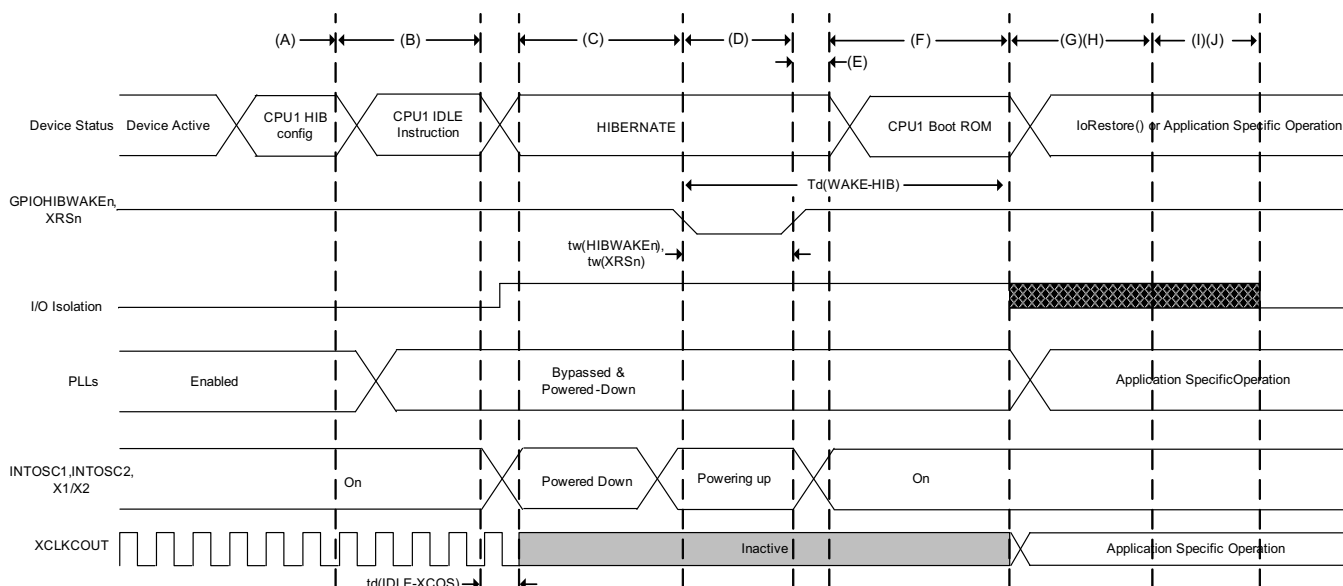 (A)
(B)
(C)
(D)
(E)
(F)
(G)(H)
(I)(J)
Device Status
Device Active
CPU1 HIB
config
CPU1 IDLE
Instruction
HIBERNATE
CPU1 Boot ROM
IoRestore() or Application Specific Operation
Td(WAKE-HIB)
GPIOHIBWAKEn,
XRSn
tw(HIBWAKEn),
tw(XRSn)
I/O Isolation
PLLs
Enabled
Bypassed &
Powered-Down
Application SpecificOperation
INTOSC1,INTOSC2,
X1/X2
On
Powered Down
Powering up
On
XCLKCOUT
Inactive
Application Specific Operation
td(IDLE-XCOS)